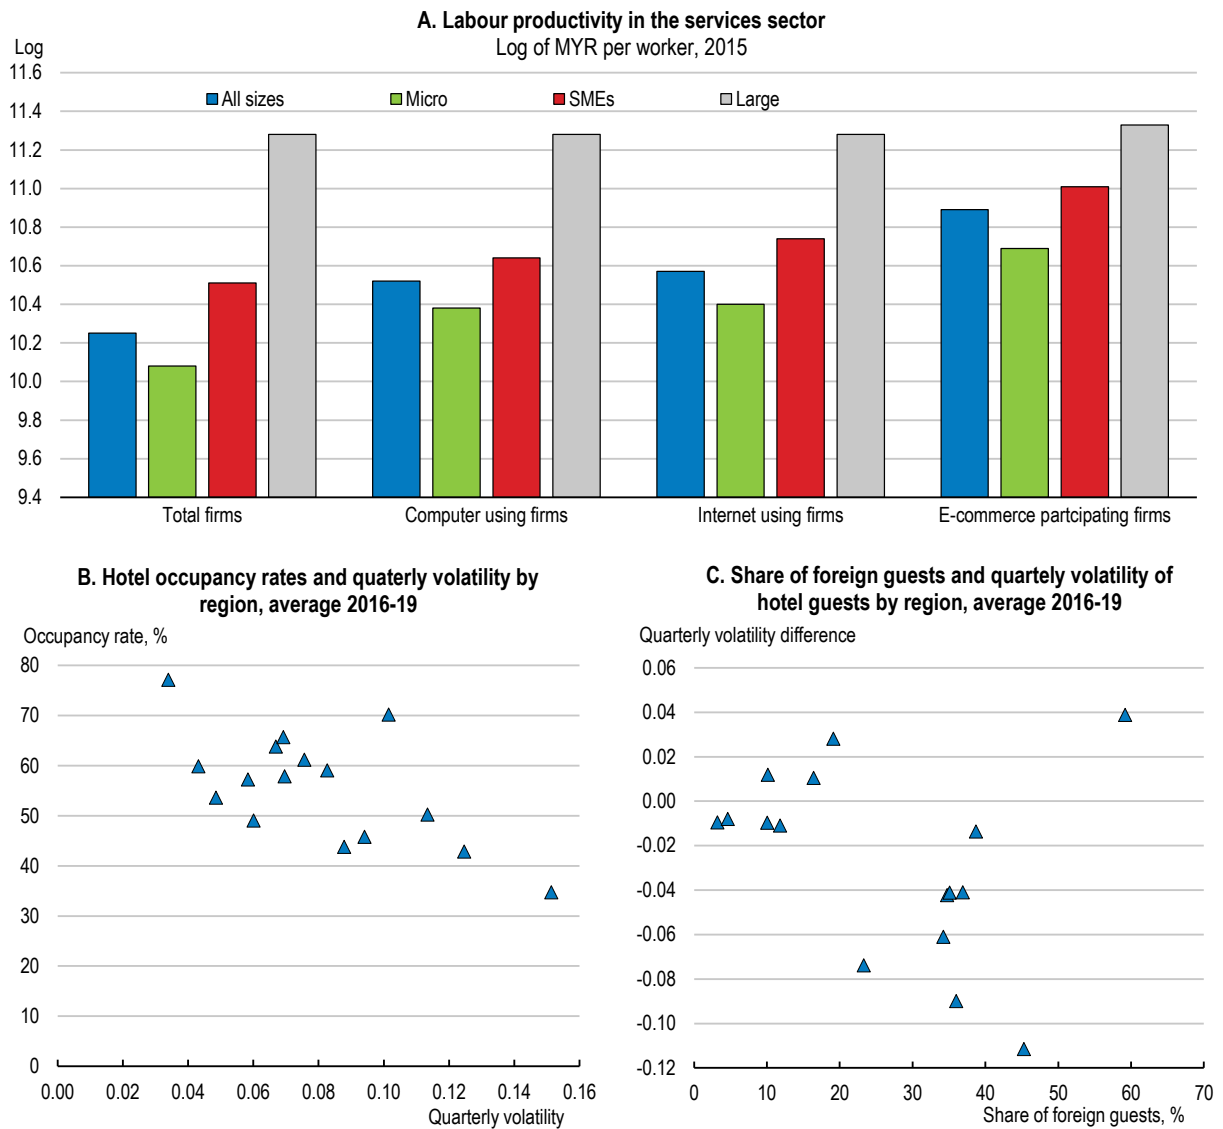 A. Labour productivity in the services sector
Log of MYR per worker, 2015
Log
11.6
11.4
11.2
11.0
10.8
10.6
10.4
10.2
10.0
9.8
9.6
9.4
All sizes Micro SMEs Large
Total firms Computer using firms Internet using firms E-commerce partcipating firms
B. Hotel occupancy rates and quaterly volatility by
region, average 2016-19
Occupancy rate, %
80
70
60
50
40
30
20
10
0
0.00 0.02 0.04 0.06 0.08 0.10 0.12 0.14 0.16
Quarterly volatility
C. Share of foreign guests and quartely volatility of
hotel guests by region, average 2016-19
Quarterly volatility difference
0.06
0.04
0.02
0.00
-0.02
-0.04
-0.06
-0.08
-0.10
-0.12
0 10 20 30 40 50 60 70
Share of foreign guests, %